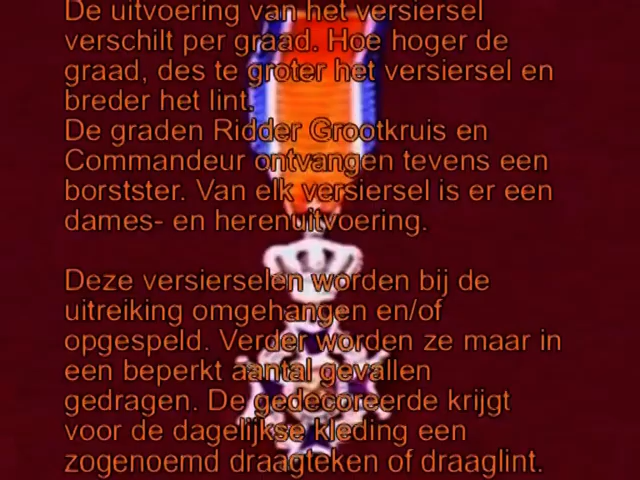 De uitvoering van het versiersel
verschilt per graad. Hoe hoger de
graad, des te groter het versiersel en
breder het lint.
De graden Ridder Grootkruis en
Commandeur ontvangen tevens een
borstster. Van elk versiersel is er een
dames- en herenuitvoering.
Deze versierselen worden bij de
uitreiking omgehangen en/of
opgespeld. Verder worden ze maar in
een beperkt aantal gevallen
gedragen. De gedecoreerde krijgt
voor de dagelijkse kleding een
zogenoemd draagteken of draaglint.